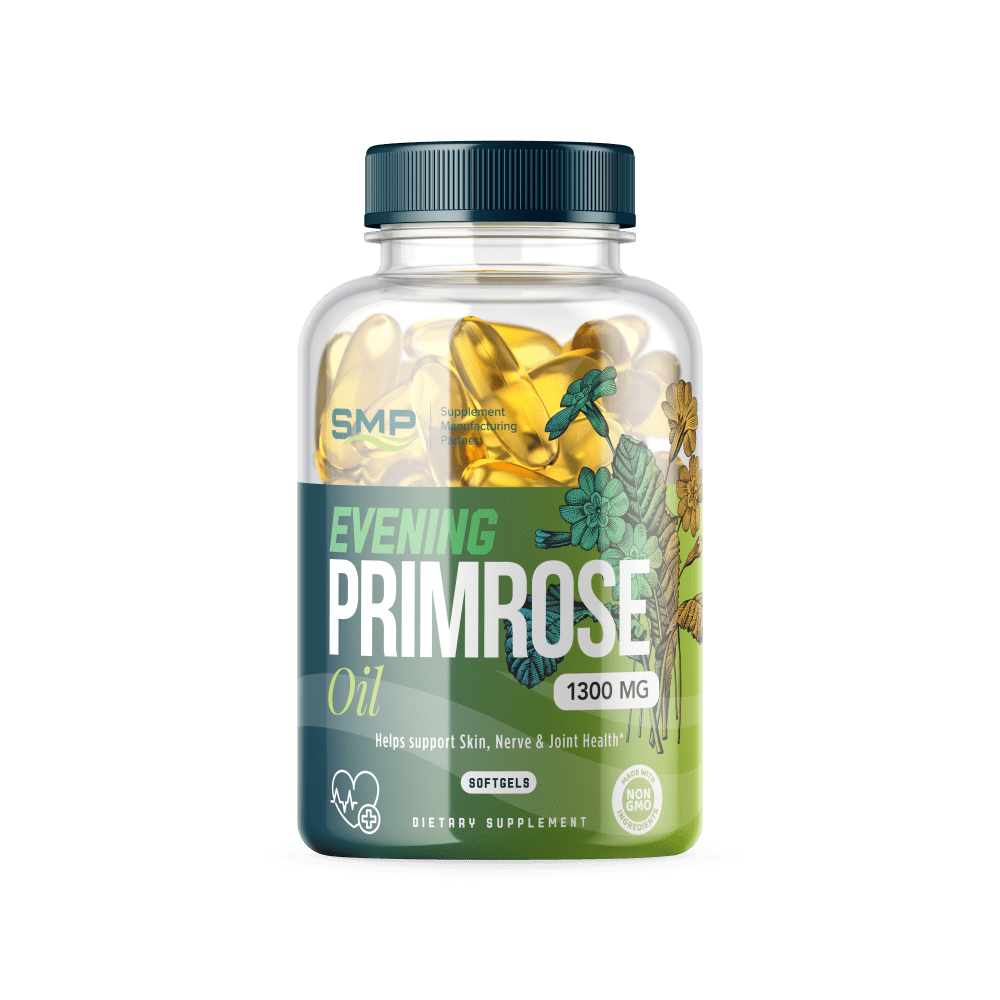 SMP
Supplement
Manufacturing
Partner
EVENING
PRIMROSE
Oil
1300 MG
Helps support Skin, Nerve & Joint Health*
SOFTGELS
DIETARY SUPPLEMENT
MADE WITH
NON
GMO
INGREDIENTS